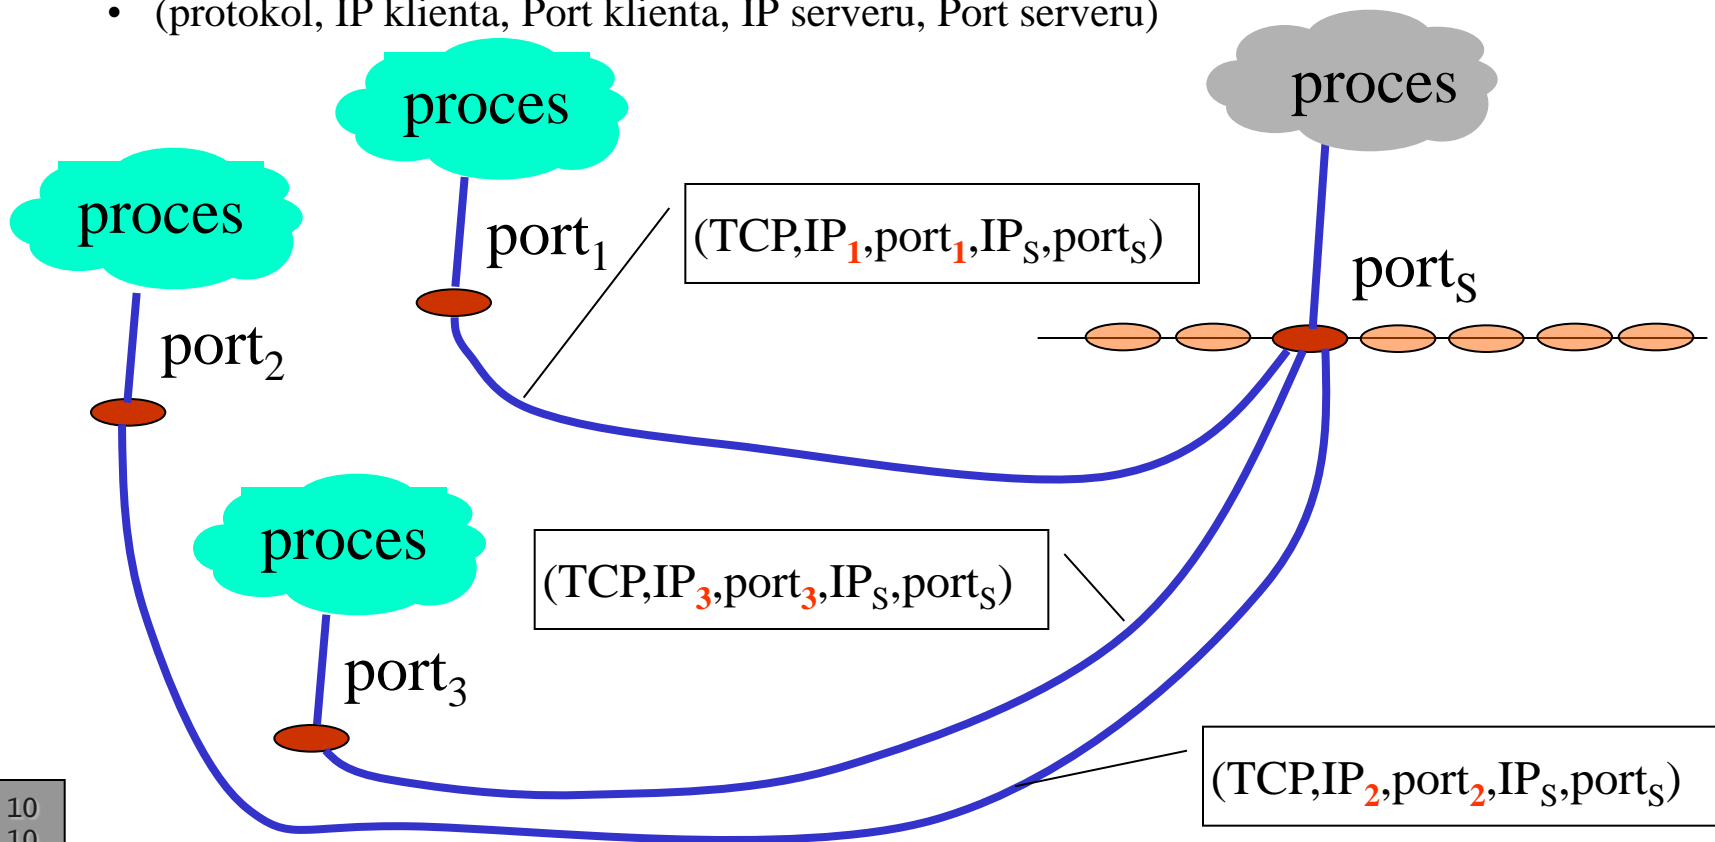 • (protokol, IP klienta, Port klienta, IP serveru, Port serveru)
proces
proces
proces
port₁
(TCP,IP₁,port₁,IPₛ,portₛ)
portₛ
port₂
proces
(TCP,IP₃,port₃,IPₛ,portₛ)
port₃
(TCP,IP₂,port₂,IPₛ,portₛ)
10
10